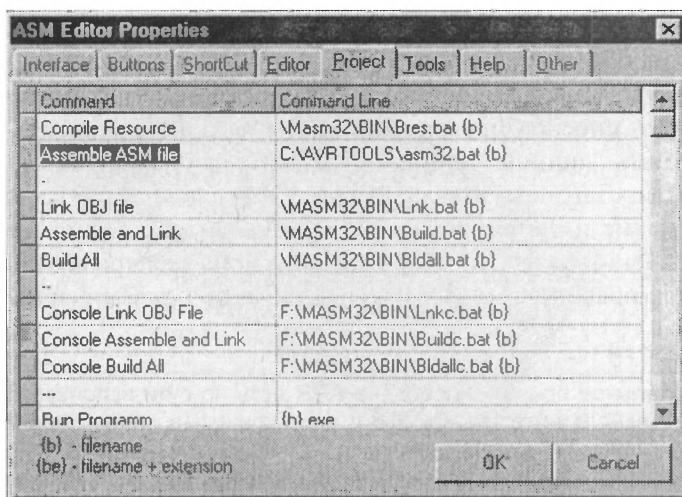 ASM Editor Properties
Interface Buttons ShortCut Editor Project Tools Help Other
Command Command Line
Compile Resource \Masm32\BIN\Bres.bat {b}
Assemble ASM file C:\AVRTOOLS\asm32.bat {b}
-
Link OBJ file \MASM32\BIN\Lnk.bat {b}
Assemble and Link \MASM32\BIN\Build.bat {b}
Build All \MASM32\BIN\Bldall.bat {b}
--
Console Link OBJ File F:\MASM32\BIN\Lnkc.bat {b}
Console Assemble and Link F:\MASM32\BIN\Buildc.bat {b}
Console Build All F:\MASM32\BIN\Bldallc.bat {b}
---
Run Programm {b}.exe
{b} - filename
{be} - filename + extension
OK Cancel